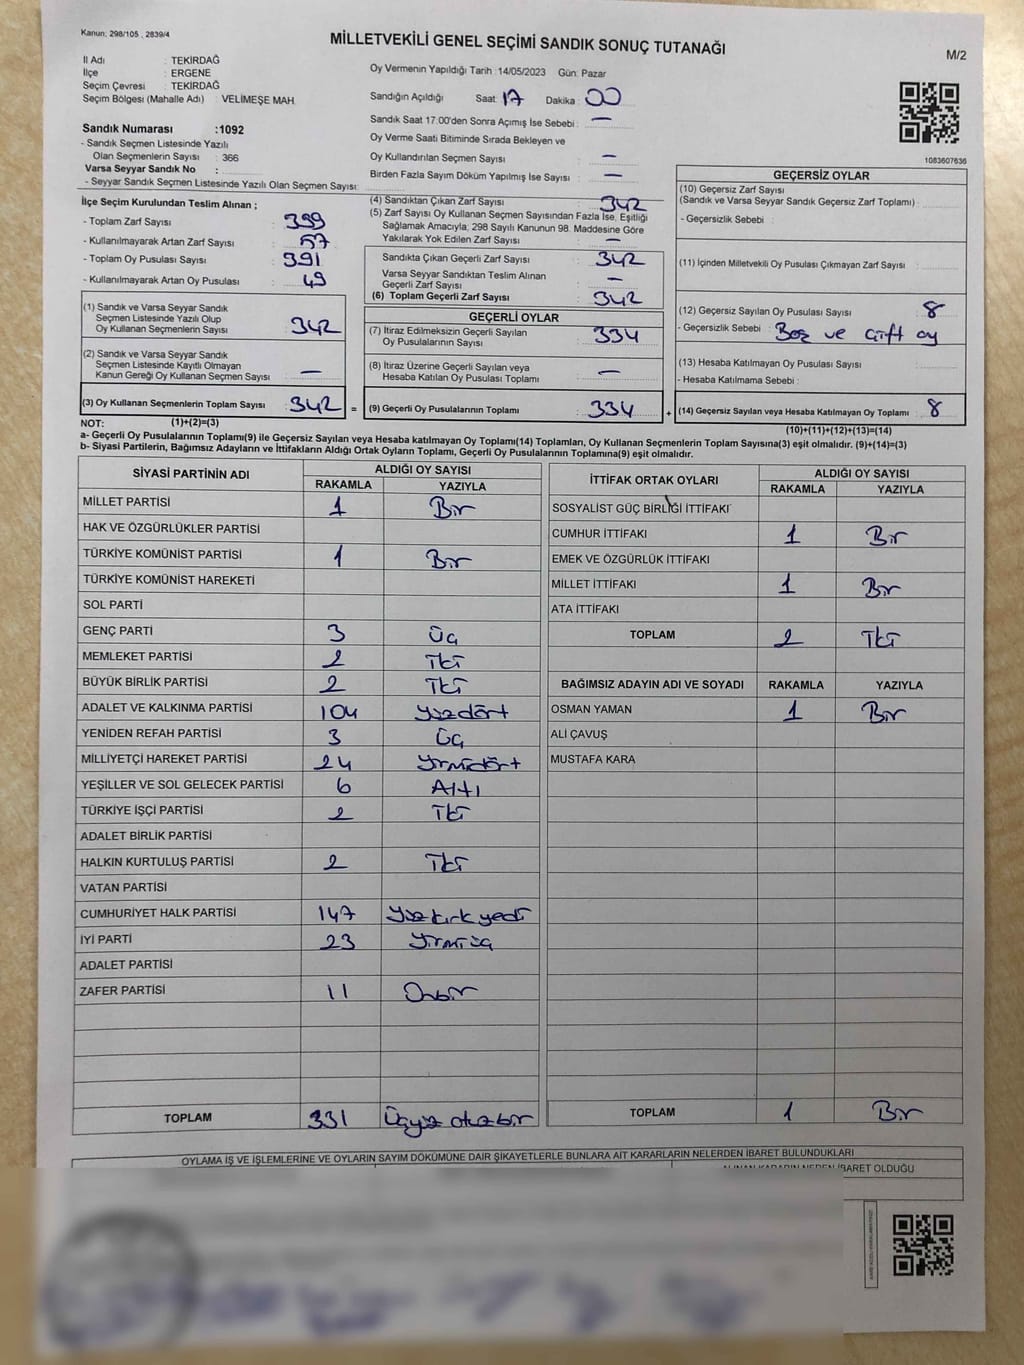 Kanun: 298/105, 2839/4
MİLLETVEKİLİ GENEL SEÇİMİ SANDIK SONUÇ TUTANAĞI
M/2
İl Adı : TEKİRDAĞ
İlçe : ERGENE
Seçim Çevresi : TEKİRDAĞ
Seçim Bölgesi (Mahalle Adı) : VELİMEŞE MAH.
Sandık Numarası :1092
- Sandık Seçmen Listesinde Yazılı
Olan Seçmenlerin Sayısı : 366
Varsa Seyyar Sandık No :
- Seyyar Sandık Seçmen Listesinde Yazılı Olan Seçmen Sayısı:
Oy Vermenin Yapıldığı Tarih :14/05/2023 Gün: Pazar
Sandığın Açıldığı Saat: 17 Dakika : 00
Sandık Saat 17:00'den Sonra Açımış İse Sebebi : —
Oy Verme Saati Bitiminde Sırada Bekleyen ve
Oy Kullandırılan Seçmen Sayısı : —
Birden Fazla Sayım Döküm Yapılmış İse Sayısı : —
1083607636
İlçe Seçim Kurulundan Teslim Alınan ;
- Toplam Zarf Sayısı : 399
- Kullanılmayarak Artan Zarf Sayısı : 57
- Toplam Oy Pusulası Sayısı : 391
- Kullanılmayarak Artan Oy Pusulası : 49
(1) Sandık ve Varsa Seyyar Sandık
Seçmen Listesinde Yazılı Olup
Oy Kullanan Seçmenlerin Sayısı : 342
(2) Sandık ve Varsa Seyyar Sandık
Seçmen Listesinde Kayıtlı Olmayan
Kanun Gereği Oy Kullanan Seçmen Sayısı : —
(3) Oy Kullanan Seçmenlerin Toplam Sayısı : 342 =
(4) Sandıktan Çıkan Zarf Sayısı : 342
(5) Zarf Sayısı Oy Kullanan Seçmen Sayısından Fazla İse, Eşitliği
Sağlamak Amacıyla; 298 Sayılı Kanunun 98. Maddesine Göre
Yakılarak Yok Edilen Zarf Sayısı : —
Sandıkta Çıkan Geçerli Zarf Sayısı : 342
Varsa Seyyar Sandıktan Teslim Alınan
Geçerli Zarf Sayısı : —
(6) Toplam Geçerli Zarf Sayısı : 342
GEÇERLİ OYLAR
(7) İtiraz Edilmeksizin Geçerli Sayılan
Oy Pusulalarının Sayısı : 334
(8) İtiraz Üzerine Geçerli Sayılan ve
Hesaba Katılan Oy Pusulası Toplamı : —
(9) Geçerli Oy Pusulalarının Toplamı : 334 +
GEÇERSİZ OYLAR
(10) Geçersiz Zarf Sayısı
(Sandık ve Varsa Seyyar Sandık Geçersiz Zarf Toplamı) :
- Geçersizlik Sebebi :
(11) İçinden Milletvekili Oy Pusulası Çıkmayan Zarf Sayısı :
(12) Geçersiz Sayılan Oy Pusulası Sayısı : 8
- Geçersizlik Sebebi : Boş ve çift oy
(13) Hesaba Katılmayan Oy Pusulası Sayısı :
- Hesaba Katılmama Sebebi :
(14) Geçersiz Sayılan veya Hesaba Katılmayan Oy Toplamı : 8
NOT: (1)+(2)=(3) (10)+(11)+(12)+(13)=(14)
a- Geçerli Oy Pusulalarının Toplamı(9) ile Geçersiz Sayılan veya Hesaba katılmayan Oy Toplamı(14) Toplamları, Oy Kullanan Seçmenlerin Toplam Sayısına(3) eşit olmalıdır. (9)+(14)=(3)
b- Siyasi Partilerin, Bağımsız Adayların ve İttifakların Aldığı Ortak Oyların Toplamı, Geçerli Oy Pusulalarının Toplamına(9) eşit olmalıdır.
SİYASİ PARTİNİN ADI ALDIĞI OY SAYISI
RAKAMLA YAZIYLA
MİLLET PARTİSİ 1 Bir
HAK VE ÖZGÜRLÜKLER PARTİSİ
TÜRKİYE KOMÜNİST PARTİSİ 1 Bir
TÜRKİYE KOMÜNİST HAREKETİ
SOL PARTİ
GENÇ PARTİ 3 Üç
MEMLEKET PARTİSİ 2 İki
BÜYÜK BİRLİK PARTİSİ 2 İki
ADALET VE KALKINMA PARTİSİ 104 Yüzdört
YENİDEN REFAH PARTİSİ 3 Üç
MİLLİYETÇİ HAREKET PARTİSİ 24 Yirmidört
YEŞİLLER VE SOL GELECEK PARTİSİ 6 Altı
TÜRKİYE İŞÇİ PARTİSİ 2 İki
ADALET BİRLİK PARTİSİ
HALKIN KURTULUŞ PARTİSİ 2 İki
VATAN PARTİSİ
CUMHURİYET HALK PARTİSİ 147 Yüzkırkyedi
İYİ PARTİ 23 Yirmiüç
ADALET PARTİSİ
ZAFER PARTİSİ 11 Onbir
TOPLAM 331 Üçyüz otuzbir
İTTİFAK ORTAK OYLARI ALDIĞI OY SAYISI
RAKAMLA YAZIYLA
SOSYALİST GÜÇ BİRLİĞİ İTTİFAKI
CUMHUR İTTİFAKI 1 Bir
EMEK VE ÖZGÜRLÜK İTTİFAKI
MİLLET İTTİFAKI 1 Bir
ATA İTTİFAKI
TOPLAM 2 İki
BAĞIMSIZ ADAYIN ADI VE SOYADI RAKAMLA YAZIYLA
OSMAN YAMAN 1 Bir
ALİ ÇAVUŞ
MUSTAFA KARA
TOPLAM 1 Bir
OYLAMA İŞ VE İŞLEMLERİNE VE OYLARIN SAYIM DÖKÜMÜNE DAİR ŞİKAYETLERLE BUNLARA AİT KARARLARIN NELERDEN İBARET BULUNDUKLARI
ALINAN KARARIN NEDEN İBARET OLDUĞU